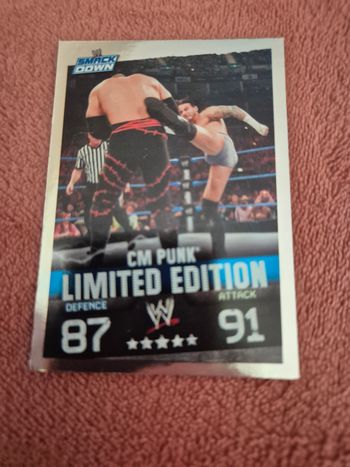 SMACK
DOWN
CM PUNK
LIMITED EDITION
DEFENCE
ATTACK
87
W
91